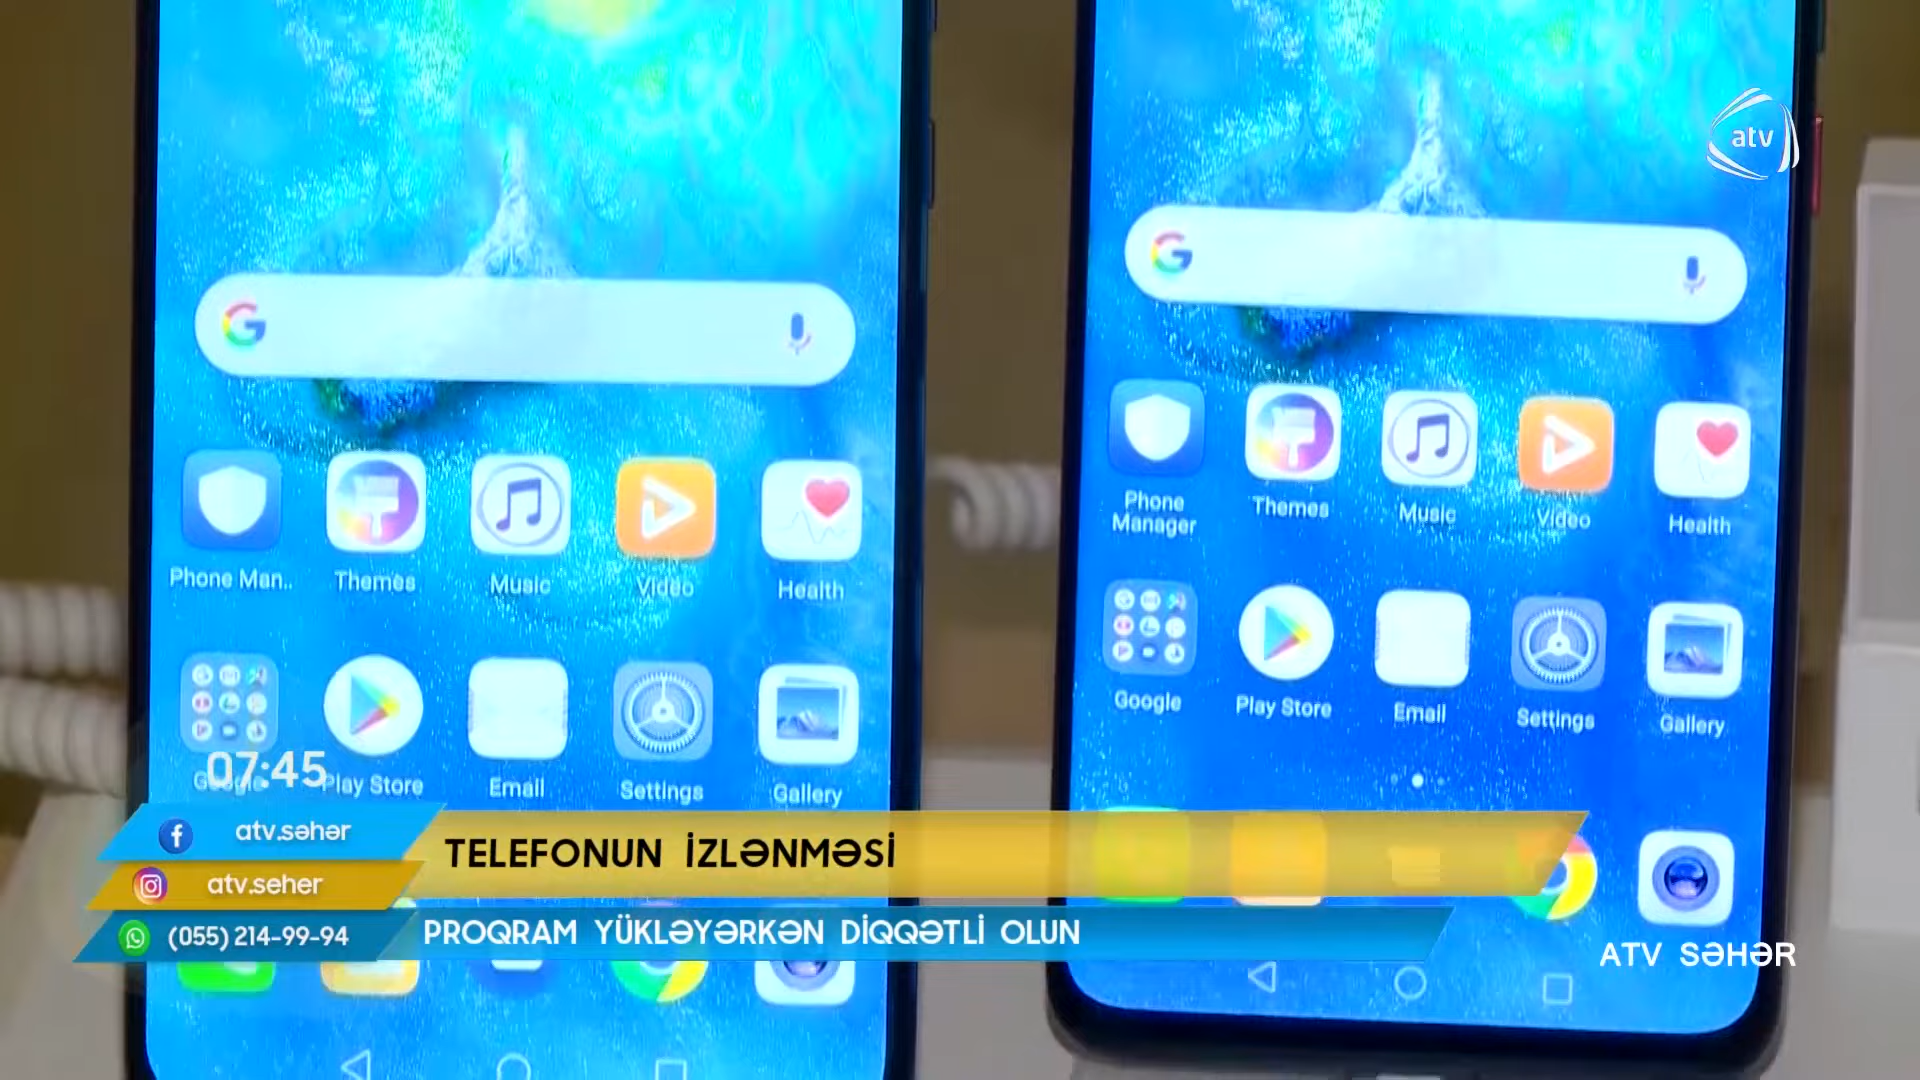 atv
Phone Man..
Themes
Music
Video
Health
Google
Play Store
Email
Settings
Gallery
Phone
Manager
Themes
Music
Video
Health
Google
Play Store
Email
Settings
Gallery
07:45
atv.səhər
atv.seher
(055) 214-99-94
TELEFONUN İZLƏNMƏSİ
PROQRAM YÜKLƏYƏRKƏN DİQQƏTLİ OLUN
ATV SƏHƏR